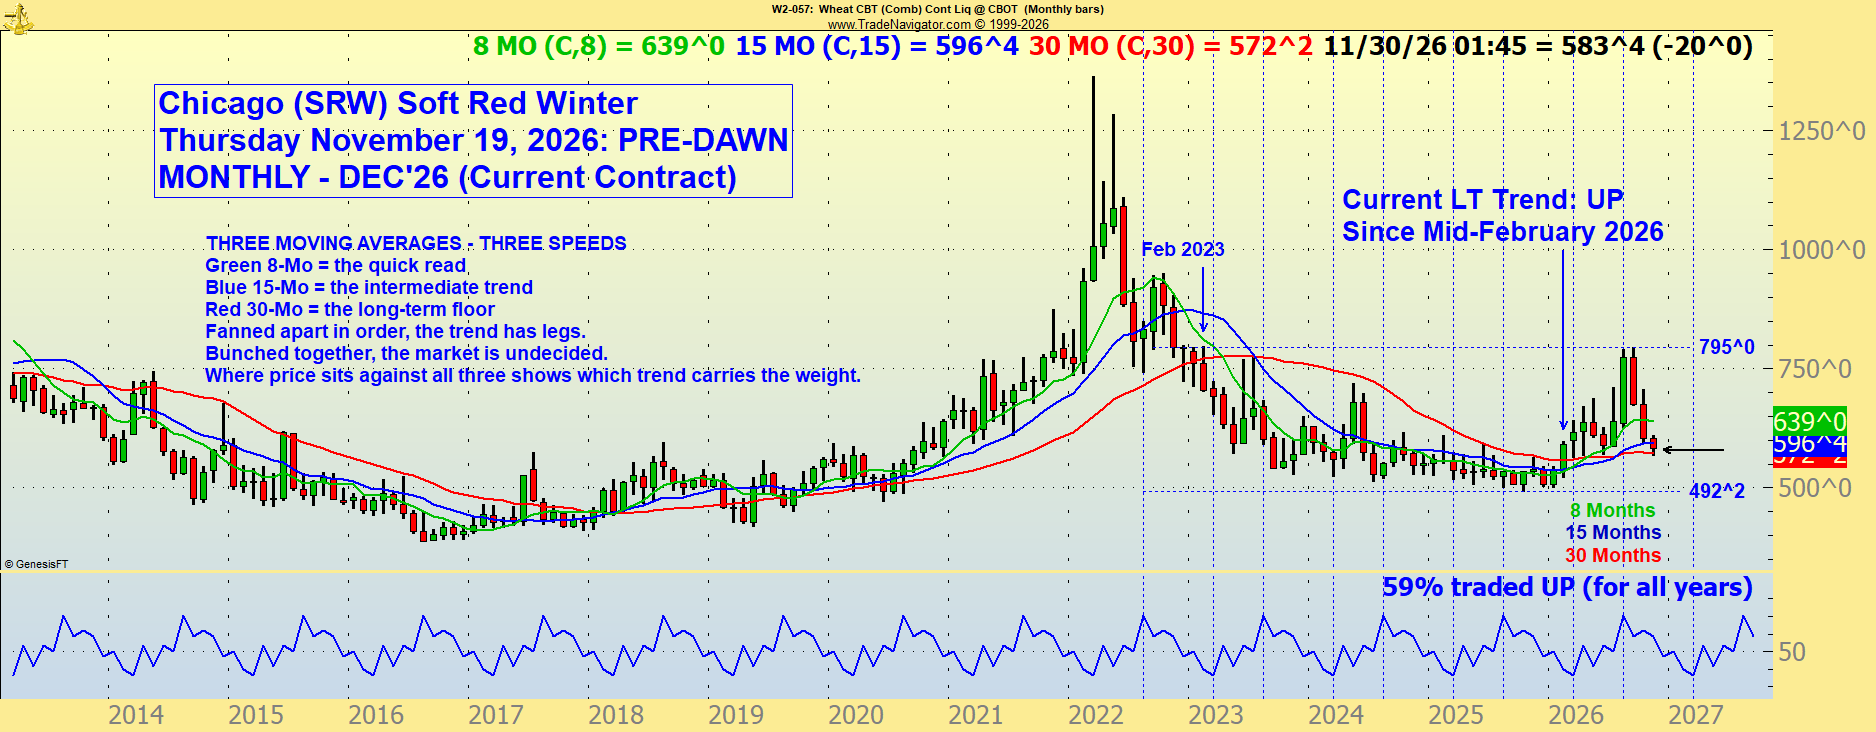 W2-057: Wheat CBT (Comb) Cont Liq @ CBOT (Monthly bars)
www.TradeNavigator.com © 1999-2026
8 MO (C,8) = 639^0 15 MO (C,15) = 596^4 30 MO (C,30) = 572^2 11/30/26 01:45 = 583^4 (-20^0)
Chicago (SRW) Soft Red Winter
Thursday November 19, 2026: PRE-DAWN
MONTHLY - DEC'26 (Current Contract)
1250^0
Current LT Trend: UP
Since Mid-February 2026
THREE MOVING AVERAGES - THREE SPEEDS
Green 8-Mo = the quick read
Blue 15-Mo = the intermediate trend
Red 30-Mo = the long-term floor
Fanned apart in order, the trend has legs.
Bunched together, the market is undecided.
Where price sits against all three shows which trend carries the weight.
Feb 2023
1000^0
795^0
750^0
639^0
596^4
572^2
492^2
500^0
8 Months
15 Months
30 Months
© GenesisFT
59% traded UP (for all years)
50
2014 2015 2016 2017 2018 2019 2020 2021 2022 2023 2024 2025 2026 2027